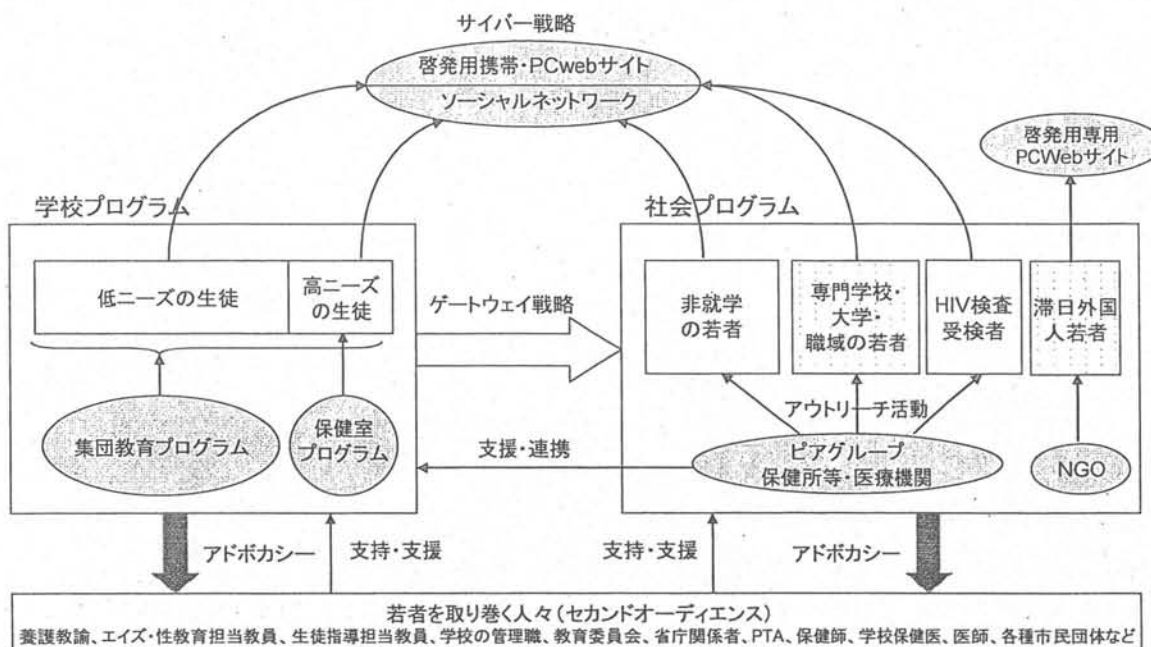 サイバー戦略
啓発用携帯・PCwebサイト
ソーシャルネットワーク
啓発用専用
PCWebサイト
学校プログラム
社会プログラム
低ニーズの生徒
高ニーズ
の生徒
ゲートウェイ戦略
非就学
の若者
専門学校・
大学・
職域の若者
HIV検査
受検者
滞日外国
人若者
アウトリーチ活動
集団教育プログラム
保健室
プログラム
支援・連携
ピアグループ
保健所等・医療機関
NGO
アドボカシー
支持・支援
支持・支援
アドボカシー
若者を取り巻く人々(セカンドオーディエンス)
養護教諭、エイズ・性教育担当教員、生徒指導担当教員、学校の管理職、教育委員会、省庁関係者、PTA、保健師、学校保健医、医師、各種市民団体など